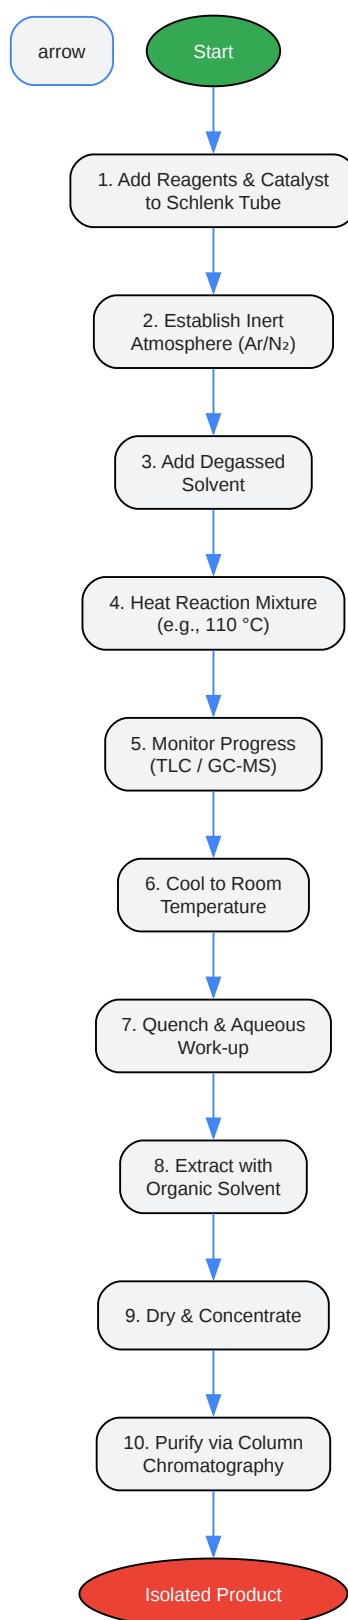 arrow
Start
1. Add Reagents & Catalyst
to Schlenk Tube
2. Establish Inert
Atmosphere (Ar/N₂)
3. Add Degassed
Solvent
4. Heat Reaction Mixture
(e.g., 110 °C)
5. Monitor Progress
(TLC / GC-MS)
6. Cool to Room
Temperature
7. Quench & Aqueous
Work-up
8. Extract with
Organic Solvent
9. Dry & Concentrate
10. Purify via Column
Chromatography
Isolated Product